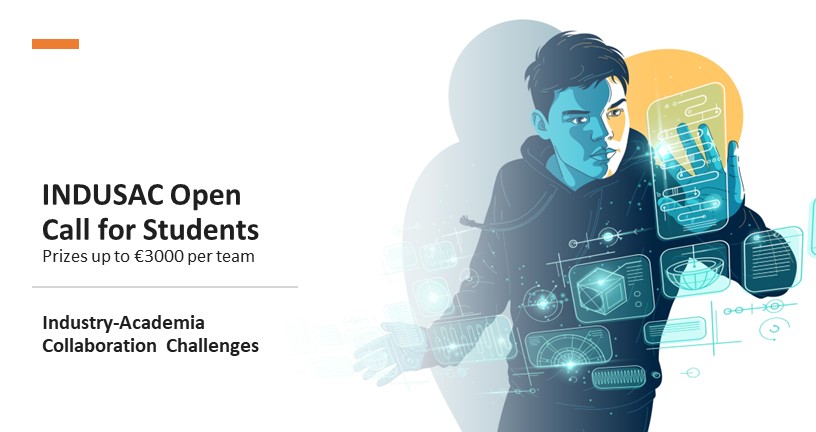 INDUSAC Open
Call for Students
Prizes up to €3000 per team
Industry-Academia
Collaboration Challenges